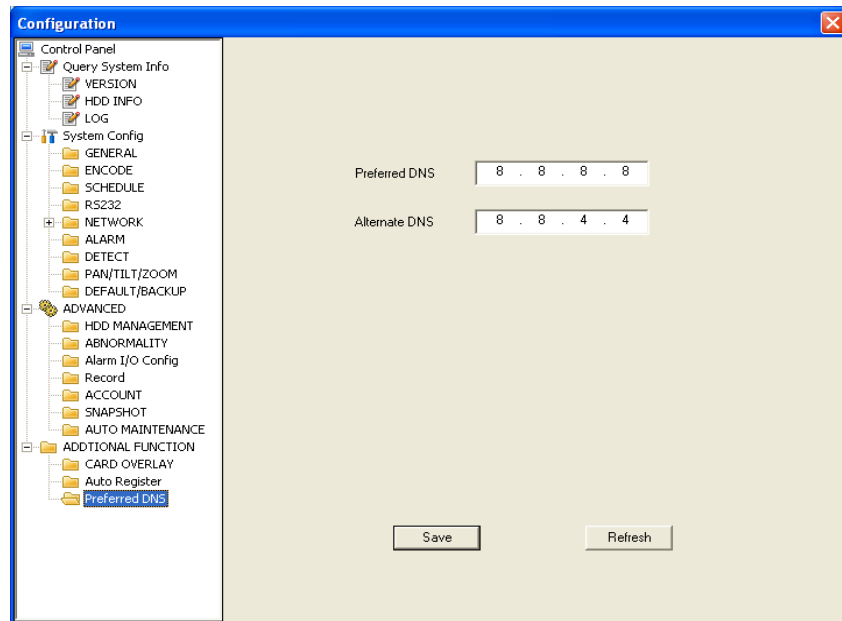 Configuration
Control Panel
Query System Info
VERSION
HDD INFO
LOG
System Config
GENERAL
ENCODE
SCHEDULE
RS232
NETWORK
ALARM
DETECT
PAN/TILT/ZOOM
DEFAULT/BACKUP
ADVANCED
HDD MANAGEMENT
ABNORMALITY
Alarm I/O Config
Record
ACCOUNT
SNAPSHOT
AUTO MAINTENANCE
ADDTIONAL FUNCTION
CARD OVERLAY
Auto Register
Preferred DNS
Preferred DNS 8 . 8 . 8 . 8
Alternate DNS 8 . 8 . 4 . 4
Save Refresh